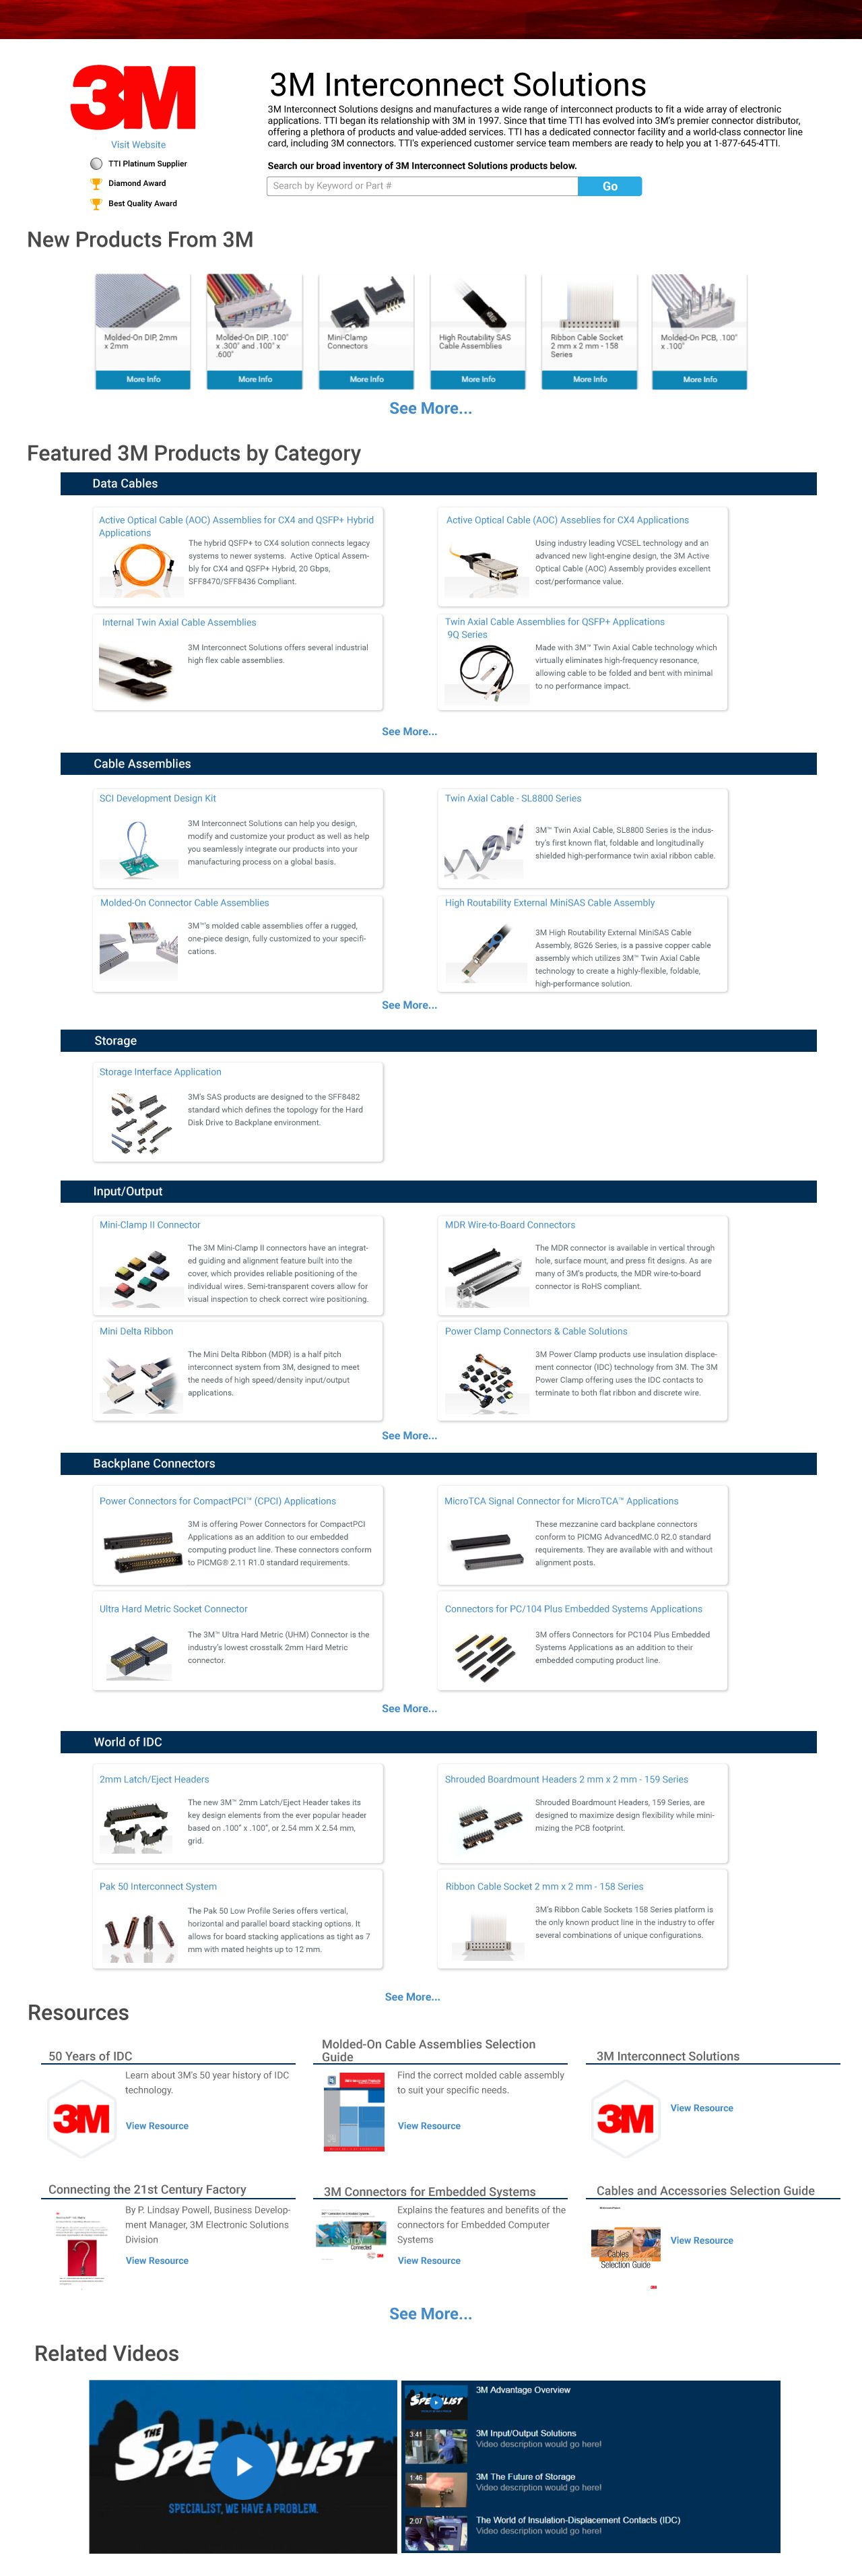 3M
3M Interconnect Solutions
3M Interconnect Solutions designs and manufactures a wide range of interconnect products to fit a wide array of electronic
applications. TTI began its relationship with 3M in 1997. Since that time TTI has evolved into 3M's premier connector distributor,
offering a plethora of products and value-added services. TTI has a dedicated connector facility and a world-class connector line
card, including 3M connectors. TTI's experienced customer service team members are ready to help you at 1-877-645-4TTI.
Visit Website
TTI Platinum Supplier
Diamond Award
Best Quality Award
Search our broad inventory of 3M Interconnect Solutions products below.
Search by Keyword or Part #
Go
New Products From 3M
Molded-On DIP, 2mm
x 2mm
More Info
Molded-On DIP, .100"
x .300" and .100" x
.600"
More Info
Mini-Clamp
Connectors
More Info
High Routability SAS
Cable Assemblies
More Info
Ribbon Cable Socket
2 mm x 2 mm - 158
Series
More Info
Molded-On PCB, .100"
x .100"
More Info
See More...
Featured 3M Products by Category
Data Cables
Active Optical Cable (AOC) Assemblies for CX4 and QSFP+ Hybrid
Applications
The hybrid QSFP+ to CX4 solution connects legacy
systems to newer systems. Active Optical Assem-
bly for CX4 and QSFP+ Hybrid, 20 Gbps,
SFF8470/SFF8436 Compliant.
Active Optical Cable (AOC) Asseblies for CX4 Applications
Using industry leading VCSEL technology and an
advanced new light-engine design, the 3M Active
Optical Cable (AOC) Assembly provides excellent
cost/performance value.
Internal Twin Axial Cable Assemblies
3M Interconnect Solutions offers several industrial
high flex cable assemblies.
Twin Axial Cable Assemblies for QSFP+ Applications
9Q Series
Made with 3M™ Twin Axial Cable technology which
virtually eliminates high-frequency resonance,
allowing cable to be folded and bent with minimal
to no performance impact.
See More...
Cable Assemblies
SCI Development Design Kit
3M Interconnect Solutions can help you design,
modify and customize your product as well as help
you seamlessly integrate our products into your
manufacturing process on a global basis.
Twin Axial Cable - SL8800 Series
3M™ Twin Axial Cable, SL8800 Series is the indus-
try's first known flat, foldable and longitudinally
shielded high-performance twin axial ribbon cable.
Molded-On Connector Cable Assemblies
3M™'s molded cable assemblies offer a rugged,
one-piece design, fully customized to your specifi-
cations.
High Routability External MiniSAS Cable Assembly
3M High Routability External MiniSAS Cable
Assembly, 8G26 Series, is a passive copper cable
assembly which utilizes 3M™ Twin Axial Cable
technology to create a highly-flexible, foldable,
high-performance solution.
See More...
Storage
Storage Interface Application
3M's SAS products are designed to the SFF8482
standard which defines the topology for the Hard
Disk Drive to Backplane environment.
Input/Output
Mini-Clamp II Connector
The 3M Mini-Clamp II connectors have an integrat-
ed guiding and alignment feature built into the
cover, which provides reliable positioning of the
individual wires. Semi-transparent covers allow for
visual inspection to check correct wire positioning.
MDR Wire-to-Board Connectors
The MDR connector is available in vertical through
hole, surface mount, and press fit designs. As are
many of 3M's products, the MDR wire-to-board
connector is RoHS compliant.
Mini Delta Ribbon
The Mini Delta Ribbon (MDR) is a half pitch
interconnect system from 3M, designed to meet
the needs of high speed/density input/output
applications.
Power Clamp Connectors & Cable Solutions
3M Power Clamp products use insulation displace-
ment connector (IDC) technology from 3M. The 3M
Power Clamp offering uses the IDC contacts to
terminate to both flat ribbon and discrete wire.
See More...
Backplane Connectors
Power Connectors for CompactPCI™ (CPCI) Applications
3M is offering Power Connectors for CompactPCI
Applications as an addition to our embedded
computing product line. These connectors conform
to PICMG® 2.11 R1.0 standard requirements.
MicroTCA Signal Connector for MicroTCA™ Applications
These mezzanine card backplane connectors
conform to PICMG AdvancedMC.0 R2.0 standard
requirements. They are available with and without
alignment posts.
Ultra Hard Metric Socket Connector
The 3M™ Ultra Hard Metric (UHM) Connector is the
industry's lowest crosstalk 2mm Hard Metric
connector.
Connectors for PC/104 Plus Embedded Systems Applications
3M offers Connectors for PC104 Plus Embedded
Systems Applications as an addition to their
embedded computing product line.
See More...
World of IDC
2mm Latch/Eject Headers
The new 3M™ 2mm Latch/Eject Header takes its
key design elements from the ever popular header
based on .100" x .100", or 2.54 mm X 2.54 mm,
grid.
Shrouded Boardmount Headers 2 mm x 2 mm - 159 Series
Shrouded Boardmount Headers, 159 Series, are
designed to maximize design flexibility while mini-
mizing the PCB footprint.
Pak 50 Interconnect System
The Pak 50 Low Profile Series offers vertical,
horizontal and parallel board stacking options. It
allows for board stacking applications as tight as 7
mm with mated heights up to 12 mm.
Ribbon Cable Socket 2 mm x 2 mm - 158 Series
3M's Ribbon Cable Sockets 158 Series platform is
the only known product line in the industry to offer
several combinations of unique configurations.
See More...
Resources
50 Years of IDC
3M
Learn about 3M's 50 year history of IDC
technology.
View Resource
Molded-On Cable Assemblies Selection
Guide
Find the correct molded cable assembly
to suit your specific needs.
View Resource
3M Interconnect Solutions
3M
View Resource
Connecting the 21st Century Factory
By P. Lindsay Powell, Business Develop-
ment Manager, 3M Electronic Solutions
Division
View Resource
3M Connectors for Embedded Systems
Connected
Explains the features and benefits of the
connectors for Embedded Computer
Systems
View Resource
Cables and Accessories Selection Guide
Cables
Selection Guide
View Resource
See More...
Related Videos
THE
SPECIALIST
SPECIALIST, WE HAVE A PROBLEM.
3M Advantage Overview
3:41
3M Input/Output Solutions
Video description would go here!
1:46
3M The Future of Storage
Video description would go here!
2:07
The World of Insulation-Displacement Contacts (IDC)
Video description would go here!